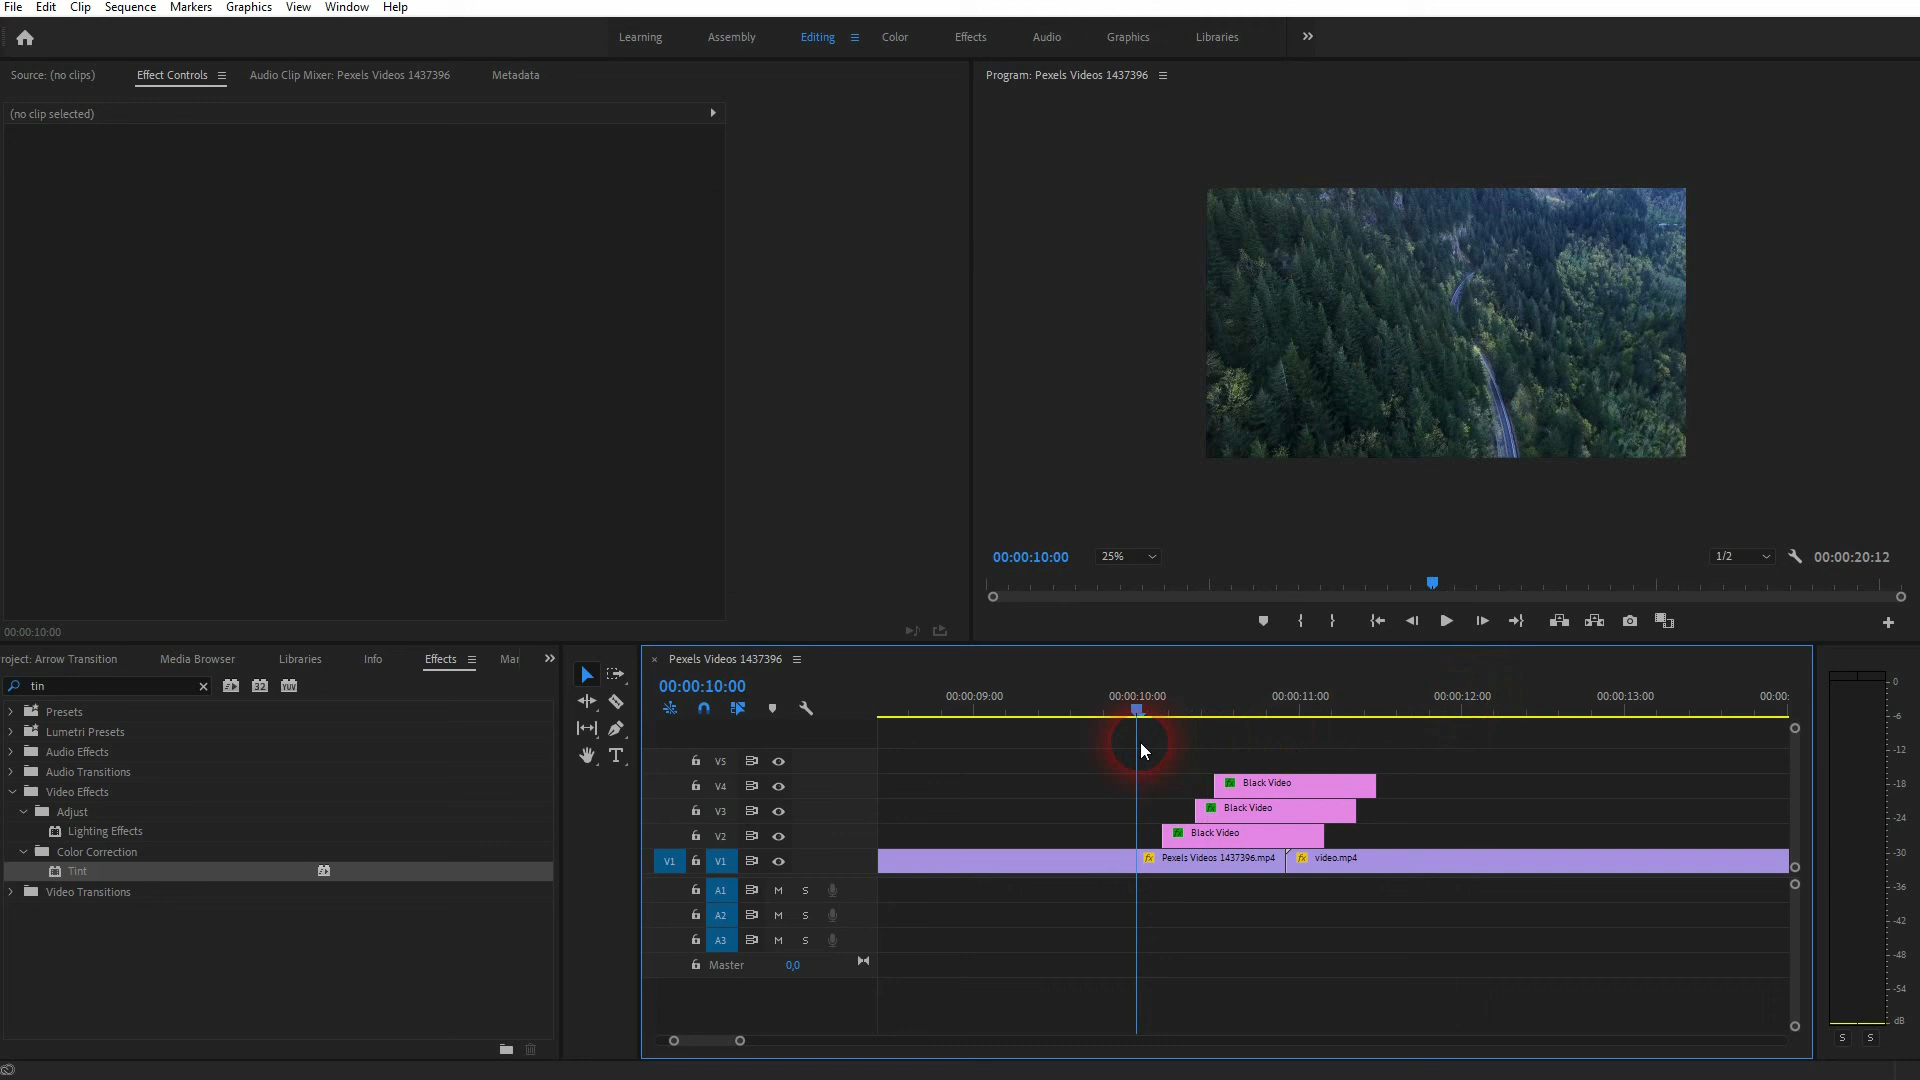 File Edit Clip Sequence Markers Graphics View Window Help
Learning Assembly Editing Color Effects Audio Graphics Libraries
Source: (no clips) Effect Controls Audio Clip Mixer: Pexels Videos 1437396 Metadata
Program: Pexels Videos 1437396
(no clip selected)
00:00:10:00 25% 1/2 00:00:20:12
00:00:10:00
roject: Arrow Transition Media Browser Libraries Info Effects Mar
tin
32 YUV
Presets
Lumetri Presets
Audio Effects
Audio Transitions
Video Effects
Adjust
Lighting Effects
Color Correction
Tint
Video Transitions
Pexels Videos 1437396
00:00:10:00
00:00:09:00 00:00:10:00 00:00:11:00 00:00:12:00 00:00:13:00 00:00:
V5
V4 fx Black Video
V3 fx Black Video
V2 fx Black Video
V1 V1 fx Pexels Videos 1437396.mp4 fx video.mp4
A1 M S
A2 M S
A3 M S
Master 0,0
0
-6
-12
-18
-24
-30
-36
-42
-48
-54
dB
S S